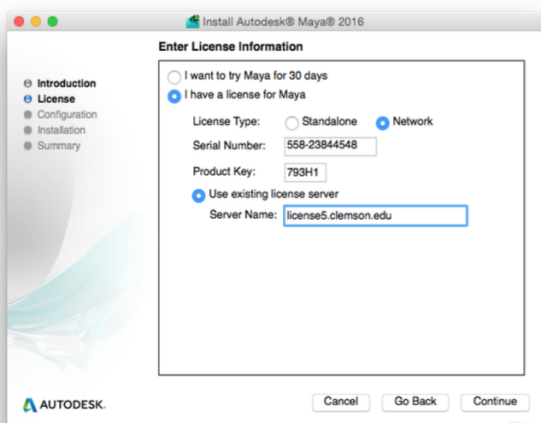 Install Autodesk® Maya® 2016
Enter License Information
Introduction
License
Configuration
Installation
Summary
I want to try Maya for 30 days
I have a license for Maya
License Type: Standalone Network
Serial Number: 558-23844548
Product Key: 793H1
Use existing license server
Server Name: license5.clemson.edu
AUTODESK.
Cancel Go Back Continue